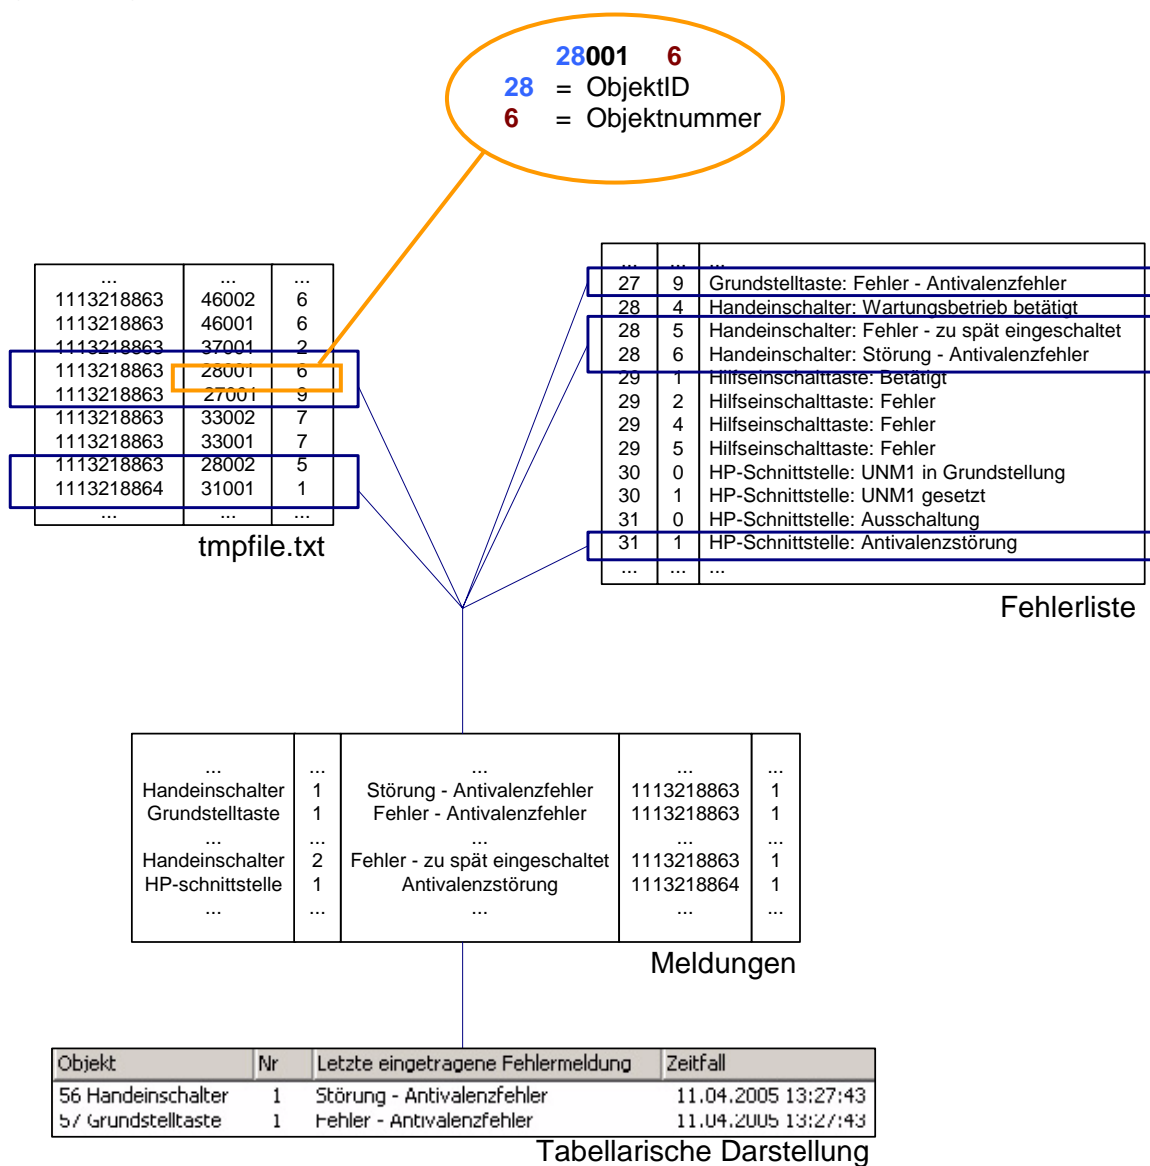 28001 6
28 = ObjektID
6 = Objektnummer
... ... ...
1113218863 46002 6
1113218863 46001 6
1113218863 37001 2
1113218863 28001 6
1113218863 27001 9
1113218863 33002 7
1113218863 33001 7
1113218863 28002 5
1113218864 31001 1
... ... ...
tmpfile.txt
... ... ...
27 9 Grundstelltaste: Fehler - Antivalenzfehler
28 4 Handeinschalter: Wartungsbetrieb betätigt
28 5 Handeinschalter: Fehler - zu spät eingeschaltet
28 6 Handeinschalter: Störung - Antivalenzfehler
29 1 Hilfseinschalttaste: Betätigt
29 2 Hilfseinschalttaste: Fehler
29 4 Hilfseinschalttaste: Fehler
29 5 Hilfseinschalttaste: Fehler
30 0 HP-Schnittstelle: UNM1 in Grundstellung
30 1 HP-Schnittstelle: UNM1 gesetzt
31 0 HP-Schnittstelle: Ausschaltung
31 1 HP-Schnittstelle: Antivalenzstörung
... ... ...
Fehlerliste
... ... ... ... ...
Handeinschalter 1 Störung - Antivalenzfehler 1113218863 1
Grundstelltaste 1 Fehler - Antivalenzfehler 1113218863 1
... ... ... ... ...
Handeinschalter 2 Fehler - zu spät eingeschaltet 1113218863 1
HP-schnittstelle 1 Antivalenzstörung 1113218864 1
... ... ... ... ...
Meldungen
Objekt Nr Letzte eingetragene Fehlermeldung Zeitfall
56 Handeinschalter 1 Störung - Antivalenzfehler 11.04.2005 13:27:43
57 Grundstelltaste 1 Fehler - Antivalenzfehler 11.04.2005 13:27:43
Tabellarische Darstellung